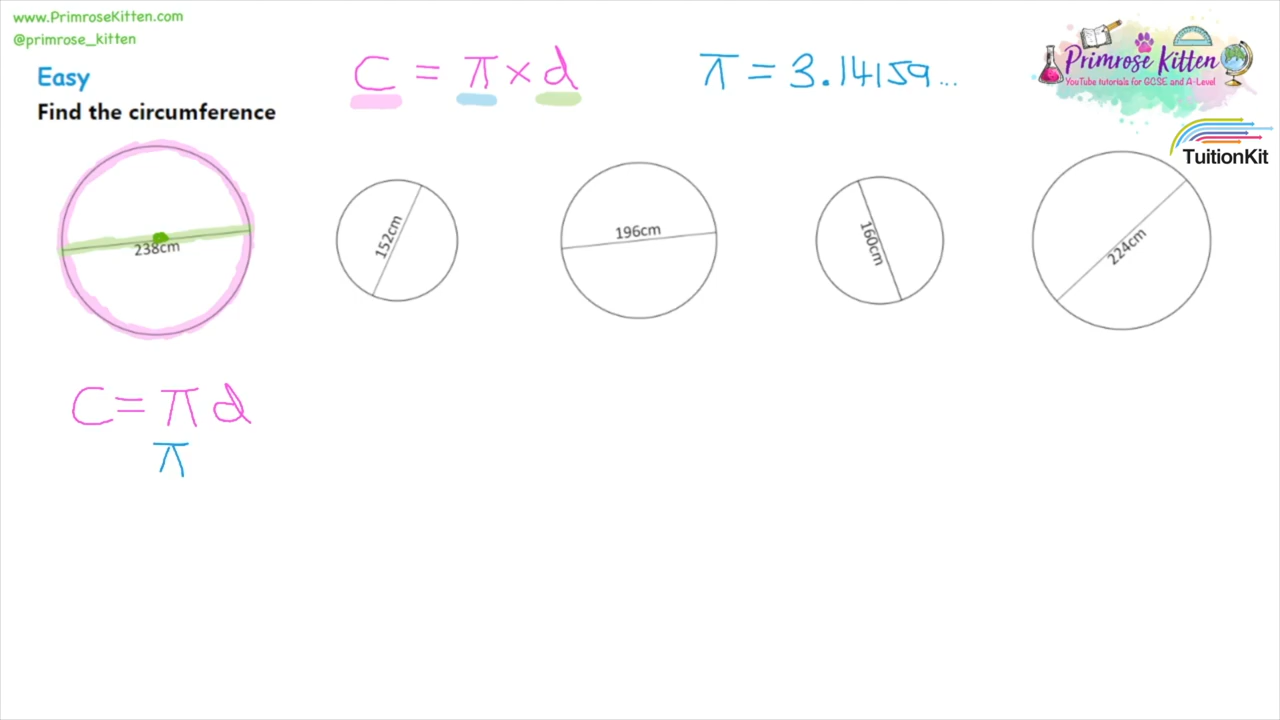 www.PrimroseKitten.com
@primrose_kitten
Easy
Find the circumference
C = π × d
π = 3.14159...
Primrose Kitten
YouTube tutorials for GCSE and A-Level
TuitionKit
238cm
152cm
196cm
160cm
224cm
C = π d
π